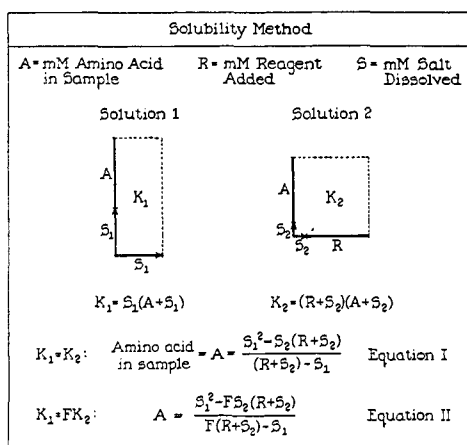 Solubility Method
A = mM Amino Acid in Sample
R = mM Reagent Added
S = mM Salt Dissolved
Solution 1
Solution 2
A
K₁
S₁
S₁
A
K₂
S₂
S₂
R
K₁ = S₁(A+S₁)
K₂ = (R+S₂)(A+S₂)
K₁ = K₂: Amino acid in sample = A = (S₁² - S₂(R+S₂)) / ((R+S₂) - S₁) Equation I
K₁ = FK₂: A = (S₁² - FS₂(R+S₂)) / (F(R+S₂) - S₁) Equation II